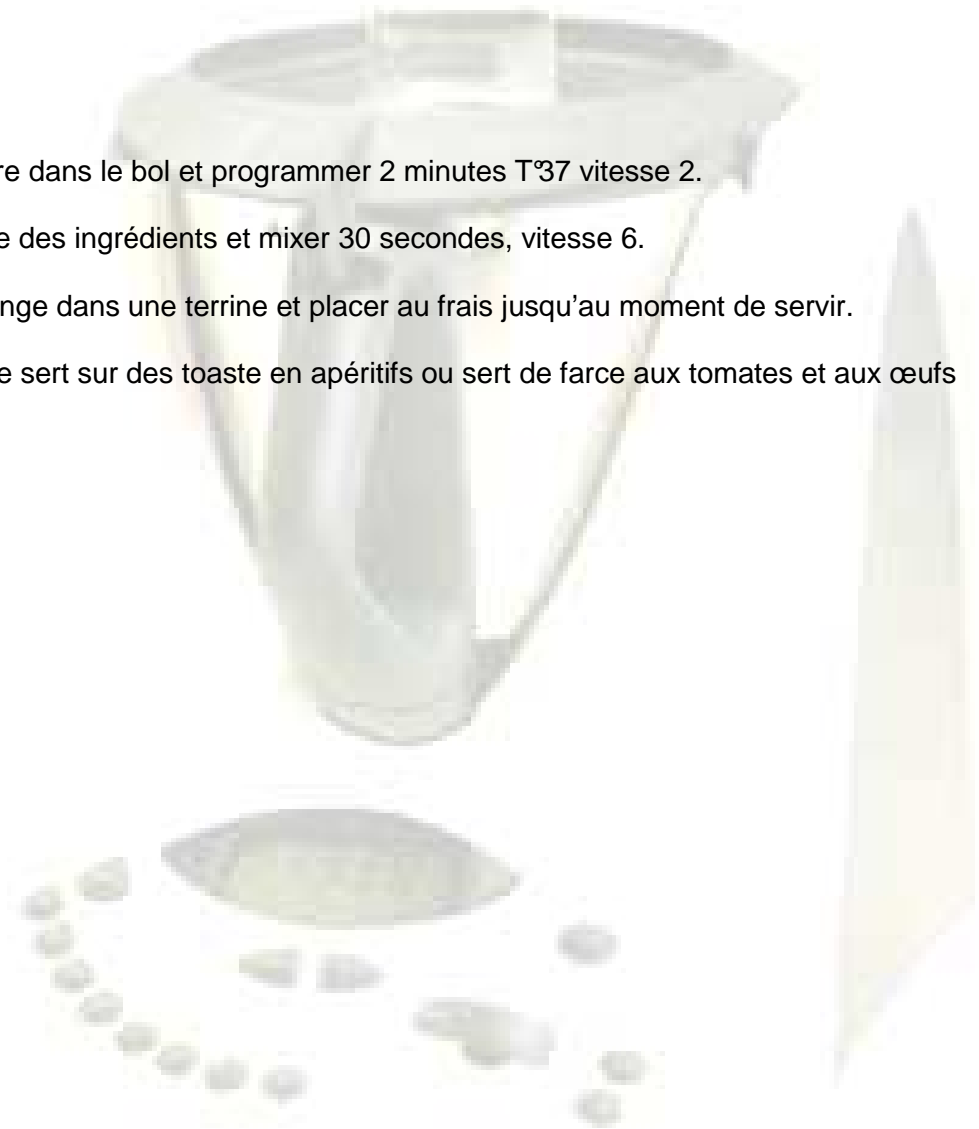 re dans le bol et programmer 2 minutes T°37 vitesse 2.
e des ingrédients et mixer 30 secondes, vitesse 6.
nge dans une terrine et placer au frais jusqu’au moment de servir.
e sert sur des toaste en apéritifs ou sert de farce aux tomates et aux œufs